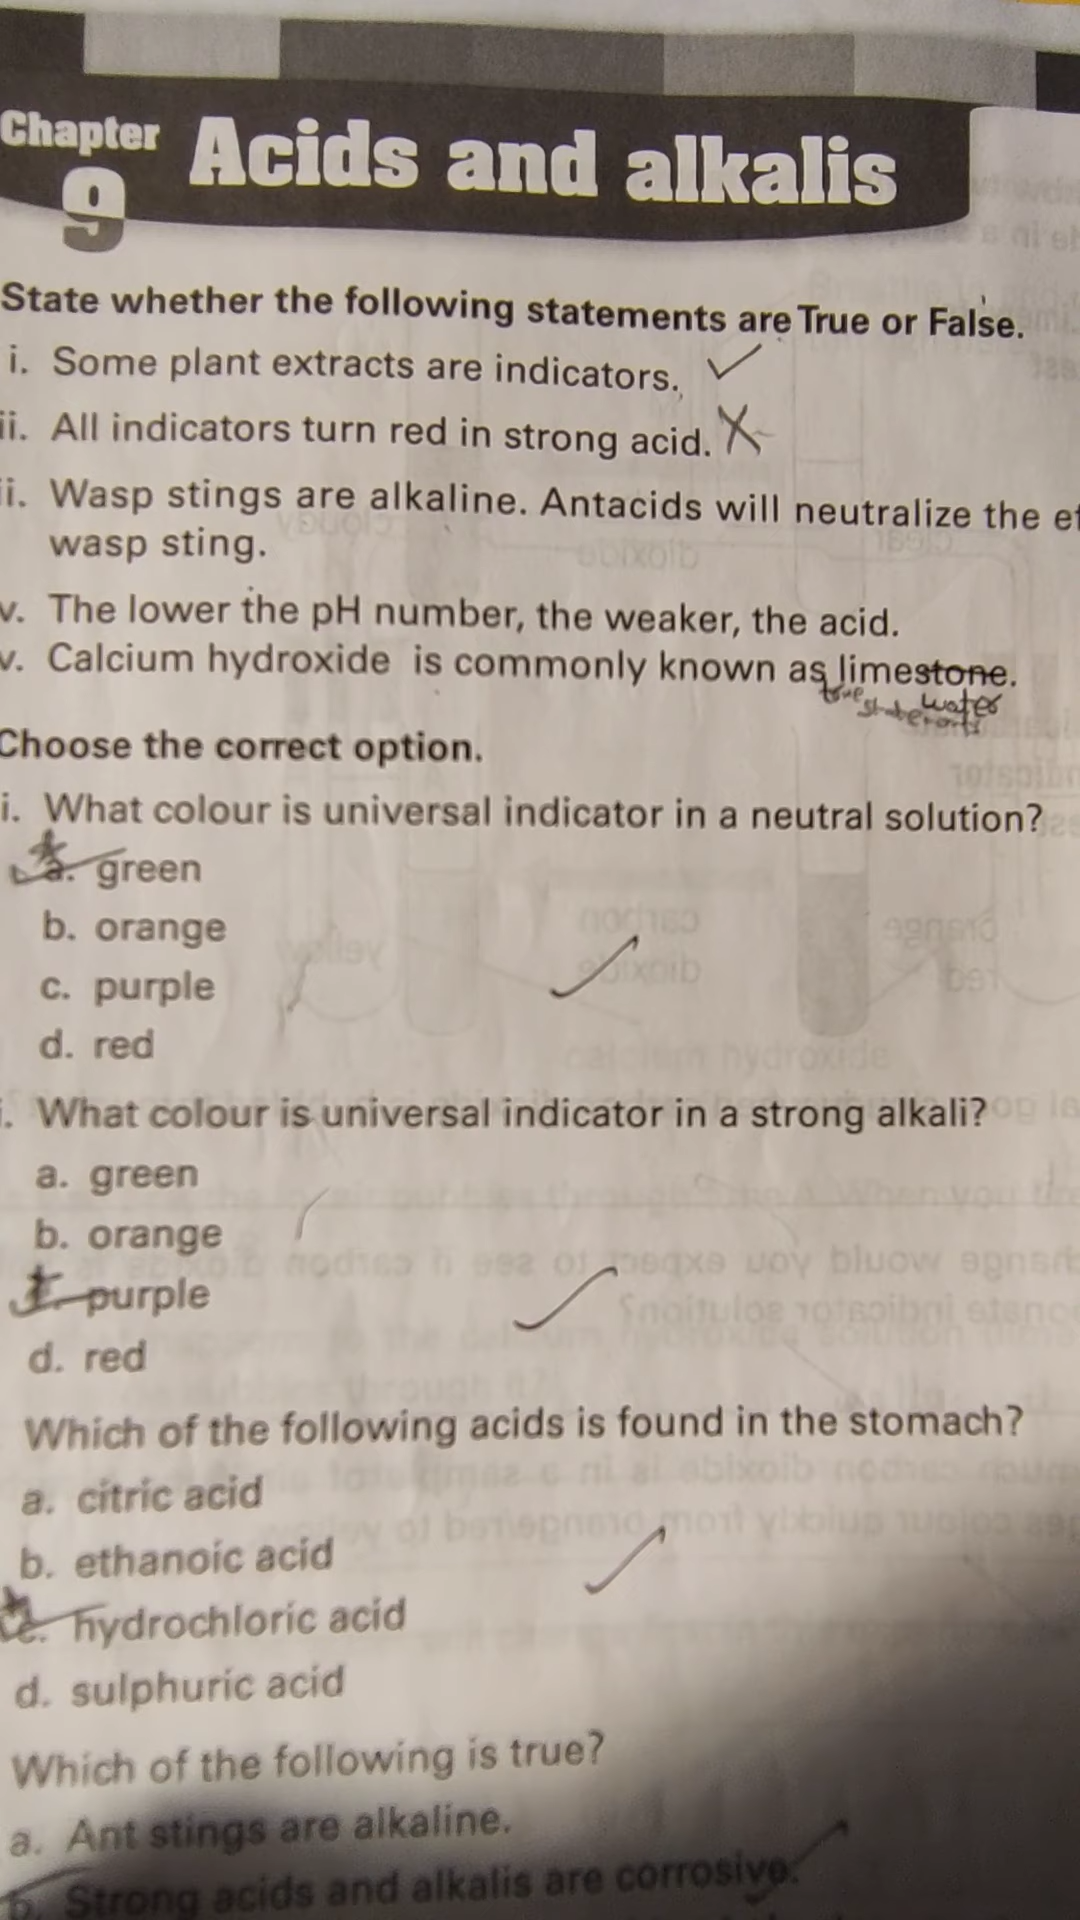 Chapter
9
Acids and alkalis
State whether the following statements are True or False.
i. Some plant extracts are indicators.
ii. All indicators turn red in strong acid.
ii. Wasp stings are alkaline. Antacids will neutralize the
wasp sting.
v. The lower the pH number, the weaker, the acid.
v. Calcium hydroxide is commonly known as limestone.
true water
statements
Choose the correct option.
i. What colour is universal indicator in a neutral solution?
a. green
b. orange
c. purple
d. red
. What colour is universal indicator in a strong alkali?
a. green
b. orange
purple
d. red
Which of the following acids is found in the stomach?
a. citric acid
b. ethanoic acid
c. hydrochloric acid
d. sulphuric acid
Which of the following is true?
a. Ant stings are alkaline.
b. Strong acids and alkalis are corrosive.